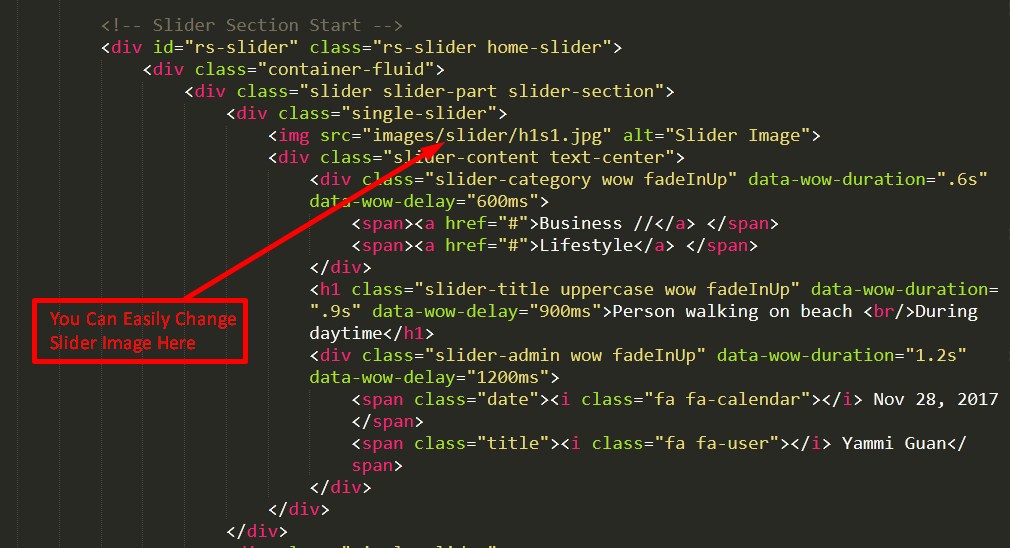 <!-- Slider Section Start -->
<div id="rs-slider" class="rs-slider home-slider">
<div class="container-fluid">
<div class="slider slider-part slider-section">
<div class="single-slider">
<img src="images/slider/h1s1.jpg" alt="Slider Image">
<div class="slider-content text-center">
<div class="slider-category wow fadeInUp" data-wow-duration=".6s"
data-wow-delay="600ms">
<span><a href="#">Business //</a> </span>
<span><a href="#">Lifestyle</a> </span>
</div>
<h1 class="slider-title uppercase wow fadeInUp" data-wow-duration=
".9s" data-wow-delay="900ms">Person walking on beach <br/>During
daytime</h1>
<div class="slider-admin wow fadeInUp" data-wow-duration="1.2s"
data-wow-delay="1200ms">
<span class="date"><i class="fa fa-calendar"></i> Nov 28, 2017
</span>
<span class="title"><i class="fa fa-user"></i> Yammi Guan</
span>
</div>
</div>
</div>
You Can Easily Change
Slider Image Here